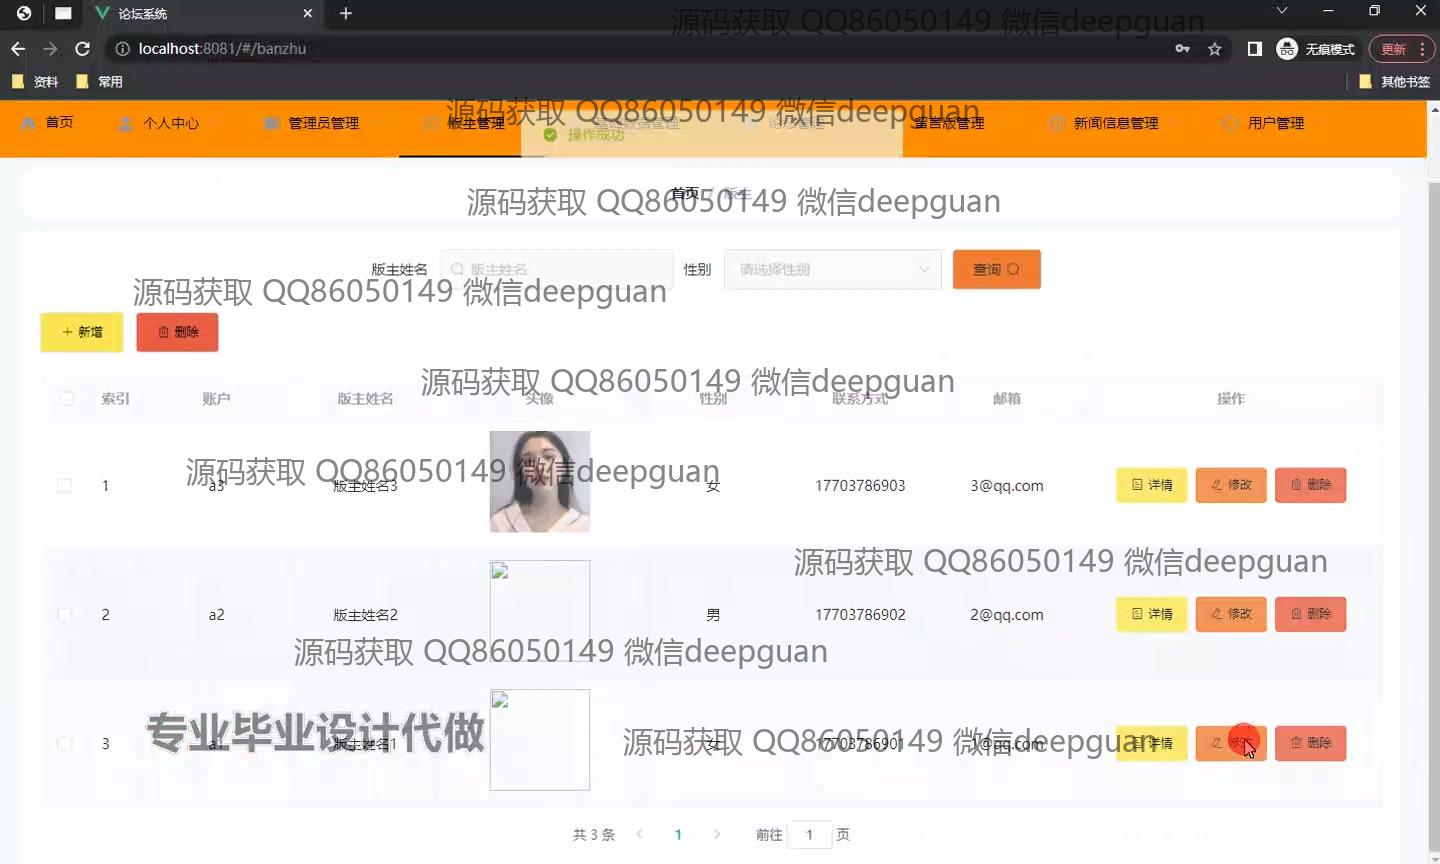 论坛系统
源码获取 QQ86050149 微信deepguan
localhost:8081/#/banzhu
无痕模式
更新
资料
常用
其他书签
源码获取 QQ86050149 微信deepguan
首页
个人中心
管理员管理
版主管理
留言版管理
新闻信息管理
用户管理
操作成功
首页 / 版主
源码获取 QQ86050149 微信deepguan
版主姓名 版主姓名 性别 请选择性别 查询
源码获取 QQ86050149 微信deepguan
+ 新增 删除
源码获取 QQ86050149 微信deepguan
索引 账户 版主姓名 头像 性别 联系方式 邮箱 操作
源码获取 QQ86050149 微信deepguan
1 a3 版主姓名3 女 17703786903 3@qq.com 详情 修改 删除
源码获取 QQ86050149 微信deepguan
2 a2 版主姓名2 男 17703786902 2@qq.com 详情 修改 删除
源码获取 QQ86050149 微信deepguan
专业毕业设计代做
源码获取 QQ86050149 微信deepguan
3 a1 版主姓名1 女 17703786901 1@qq.com 详情 修改 删除
共 3 条 1 前往 1 页